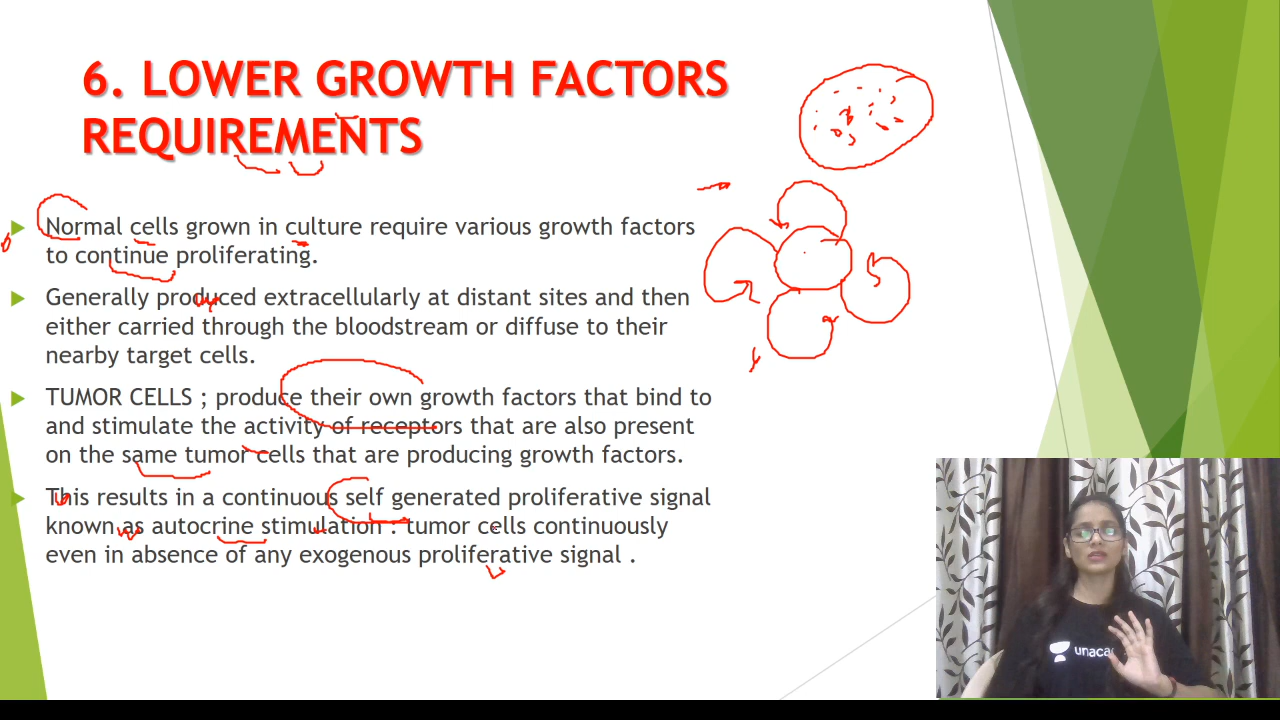 6. LOWER GROWTH FACTORS
REQUIREMENTS
Normal cells grown in culture require various growth factors
to continue proliferating.
Generally produced extracellularly at distant sites and then
either carried through the bloodstream or diffuse to their
nearby target cells.
TUMOR CELLS ; produce their own growth factors that bind to
and stimulate the activity of receptors that are also present
on the same tumor cells that are producing growth factors.
This results in a continuous self generated proliferative signal
known as autocrine stimulation tumor cells continuously
even in absence of any exogenous proliferative signal .
unaca